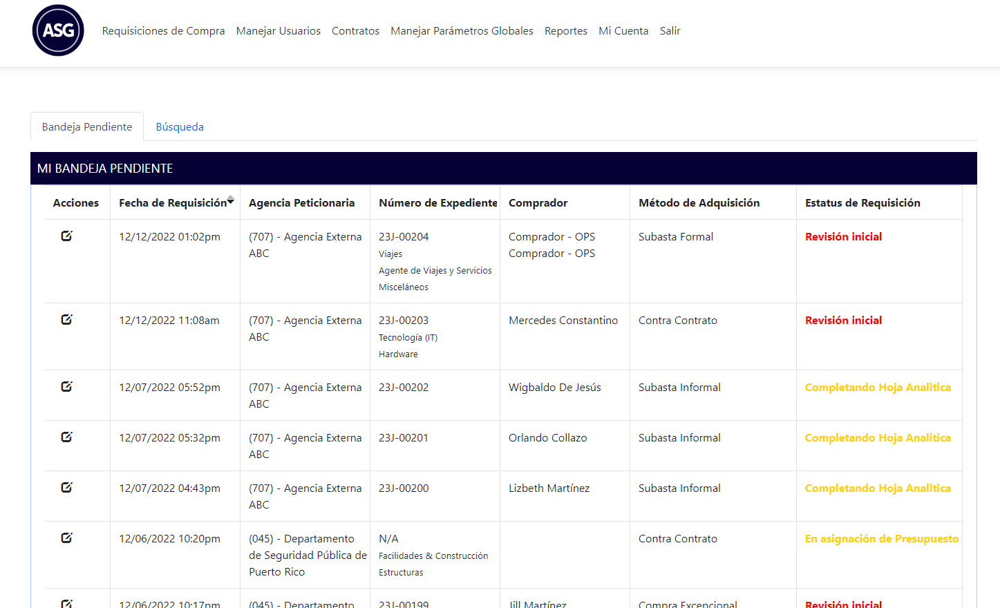 ASG
Requisiciones de Compra Manejar Usuarios Contratos Manejar Parámetros Globales Reportes Mi Cuenta Salir
Bandeja Pendiente Búsqueda
MI BANDEJA PENDIENTE
Acciones Fecha de Requisición Agencia Peticionaria Número de Expediente Comprador Método de Adquisición Estatus de Requisición
12/12/2022 01:02pm (707) - Agencia Externa 23J-00204 Comprador - OPS Subasta Formal Revisión inicial
ABC Viajes Comprador - OPS
Agente de Viajes y Servicios
Misceláneos
12/12/2022 11:08am (707) - Agencia Externa 23J-00203 Mercedes Constantino Contra Contrato Revisión inicial
ABC Tecnología (IT)
Hardware
12/07/2022 05:52pm (707) - Agencia Externa 23J-00202 Wigbaldo De Jesús Subasta Informal Completando Hoja Analitica
ABC
12/07/2022 05:32pm (707) - Agencia Externa 23J-00201 Orlando Collazo Subasta Informal Completando Hoja Analitica
ABC
12/07/2022 04:43pm (707) - Agencia Externa 23J-00200 Lizbeth Martínez Subasta Informal Completando Hoja Analitica
ABC
12/06/2022 10:20pm (045) - Departamento N/A Contra Contrato En asignación de Presupuesto
de Seguridad Pública de Facilidades & Construcción
Puerto Rico Estructuras
12/06/2022 10:17pm (045) - Departamento 23J-00199 Jill Martínez Compra Excepcional Revisión inicial